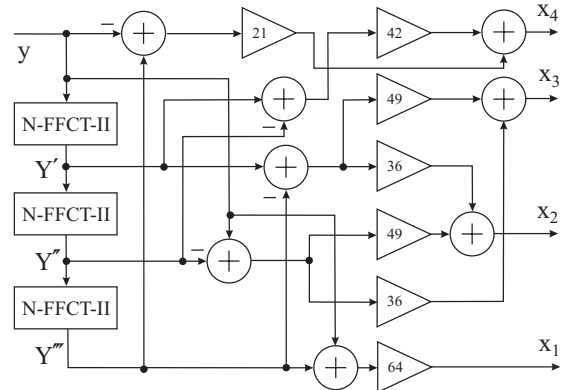 y
−
+
21
42
+
x4
N-FFCT-II
+
−
49
+
x3
Y′
+
−
36
N-FFCT-II
Y″
−
+
49
+
x2
36
N-FFCT-II
Y‴
+
64
x1